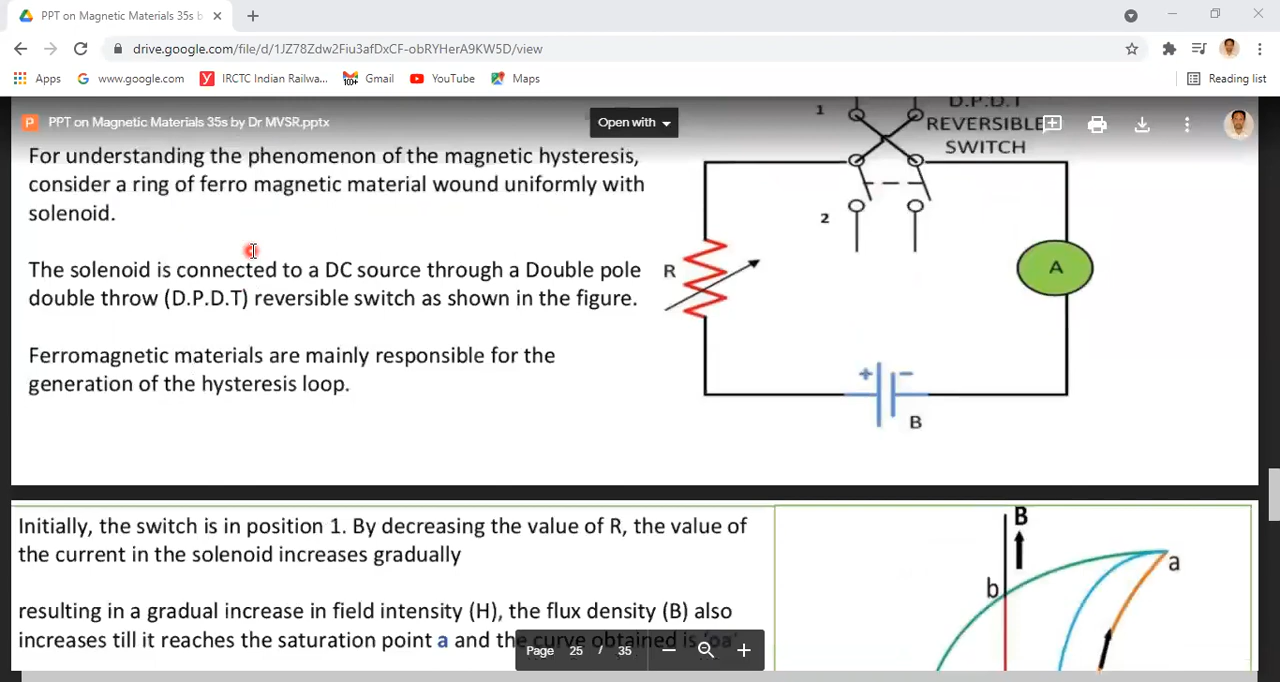 PPT on Magnetic Materials 35s b
drive.google.com/file/d/1JZ78Zdw2Fiu3afDxCF-obRYHerA9KW5D/view
Apps www.google.com IRCTC Indian Railwa... 100+ Gmail YouTube Maps Reading list
P PPT on Magnetic Materials 35s by Dr MVSR.pptx Open with
For understanding the phenomenon of the magnetic hysteresis,
consider a ring of ferro magnetic material wound uniformly with
solenoid.
The solenoid is connected to a DC source through a Double pole
double throw (D.P.D.T) reversible switch as shown in the figure.
Ferromagnetic materials are mainly responsible for the
generation of the hysteresis loop.
D.P.D.T
REVERSIBLE
SWITCH
1
2
R
A
+ −
B
Initially, the switch is in position 1. By decreasing the value of R, the value of
the current in the solenoid increases gradually
resulting in a gradual increase in field intensity (H), the flux density (B) also
increases till it reaches the saturation point a and the curve obtained is 'oa'
B
b
a
Page 25 / 35